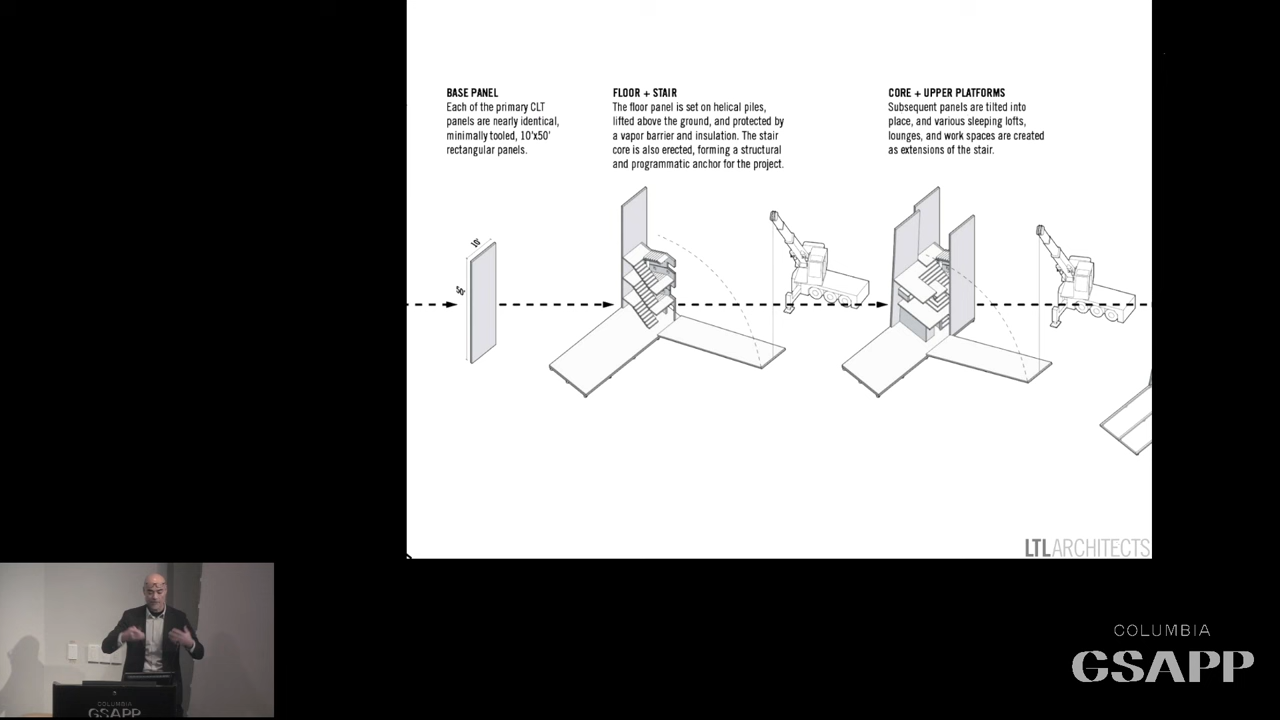 BASE PANEL
Each of the primary CLT
panels are nearly identical,
minimally tooled, 10'x50'
rectangular panels.
FLOOR + STAIR
The floor panel is set on helical piles,
lifted above the ground, and protected by
a vapor barrier and insulation. The stair
core is also erected, forming a structural
and programmatic anchor for the project.
CORE + UPPER PLATFORMS
Subsequent panels are tilted into
place, and various sleeping lofts,
lounges, and work spaces are created
as extensions of the stair.
10'
50'
LTLARCHITECTS
COLUMBIA
GSAPP
COLUMBIA
GSAPP